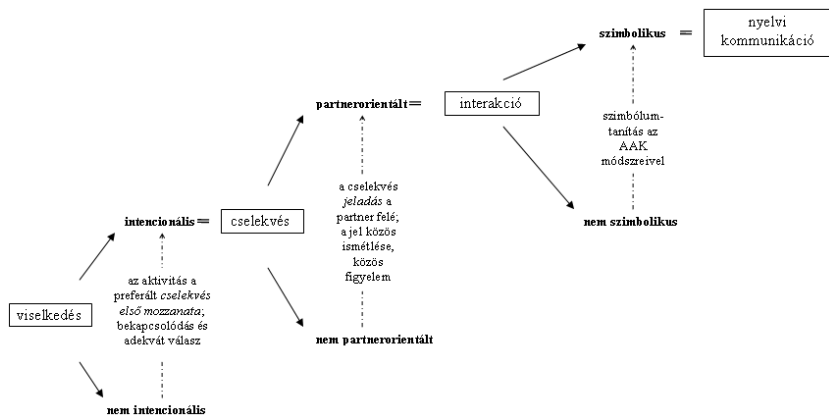 szimbolikus =
nyelvi
kommunikáció
partnerorientált=
interakció
szimbólum-
tanítás az
AAK
módszreivel
nem szimbolikus
intencionális=
cselekvés
a cselekvés
jeladás a
partner felé;
a jel közös
ismétlése,
közös
figyelem
nem partnerorientált
viselkedés
az aktivitás a
preferált cselekvés
első mozzanata;
bekapcsolódás és
adekvát válasz
nem intencionális